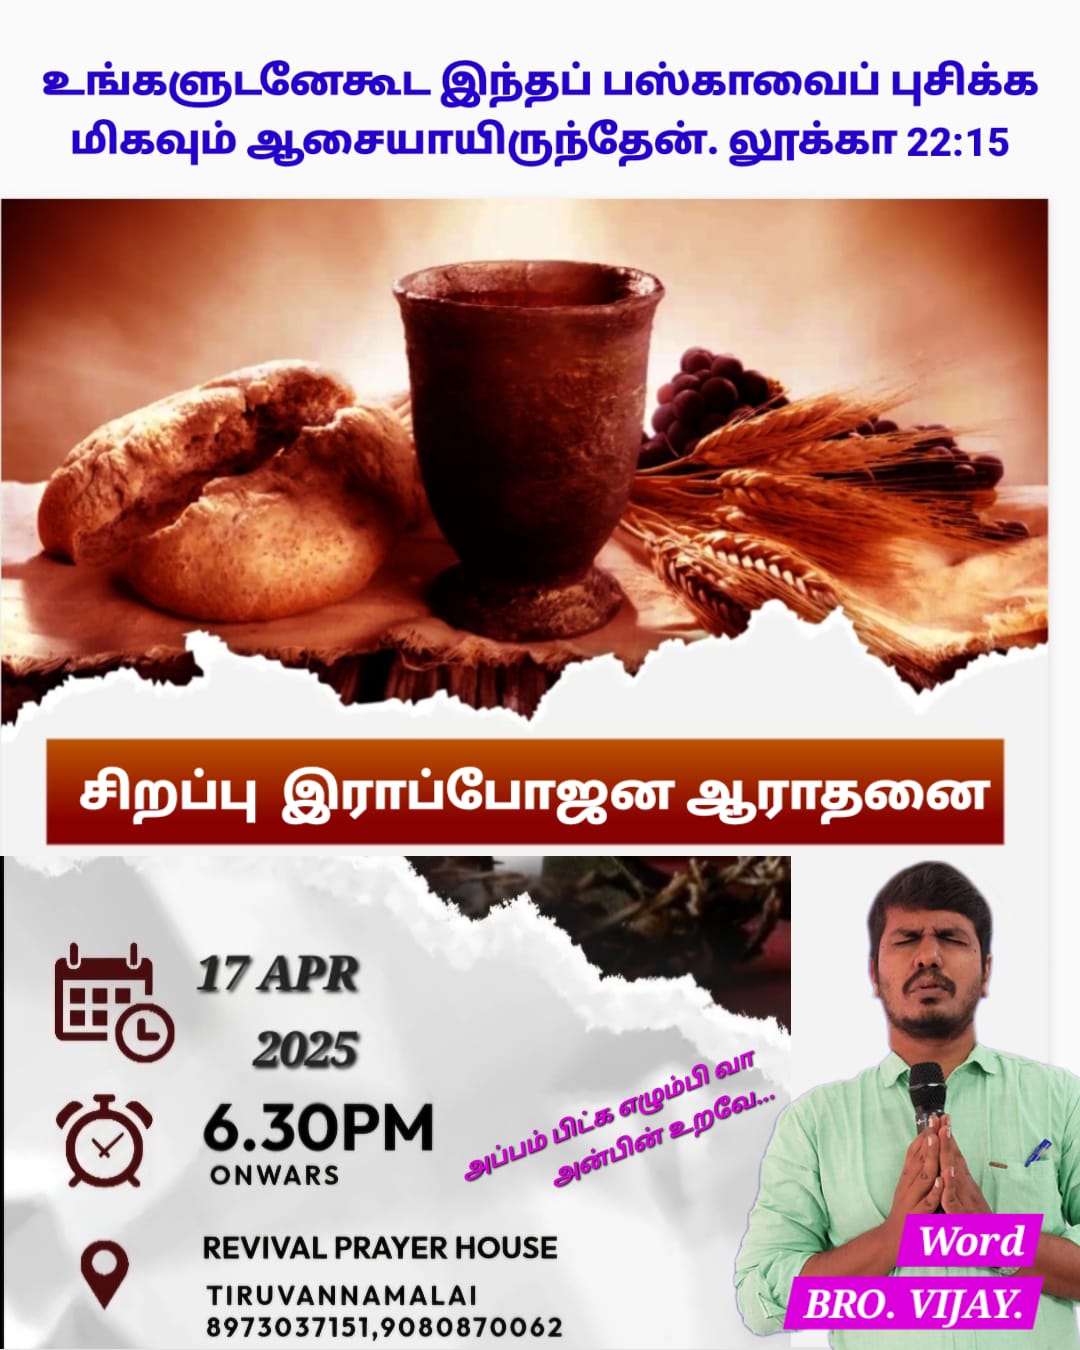 உங்களுடனேகூட இந்தப் பஸ்காவைப் புசிக்க
மிகவும் ஆசையாயிருந்தேன். லூக்கா 22:15
சிறப்பு இராப்போஜன ஆராதனை
17 APR
2025
6.30PM
ONWARS
அப்பம் பிட்க எழும்பி வா
அன்பின் உறவே...
REVIVAL PRAYER HOUSE
TIRUVANNAMALAI
8973037151,9080870062
Word
BRO. VIJAY.